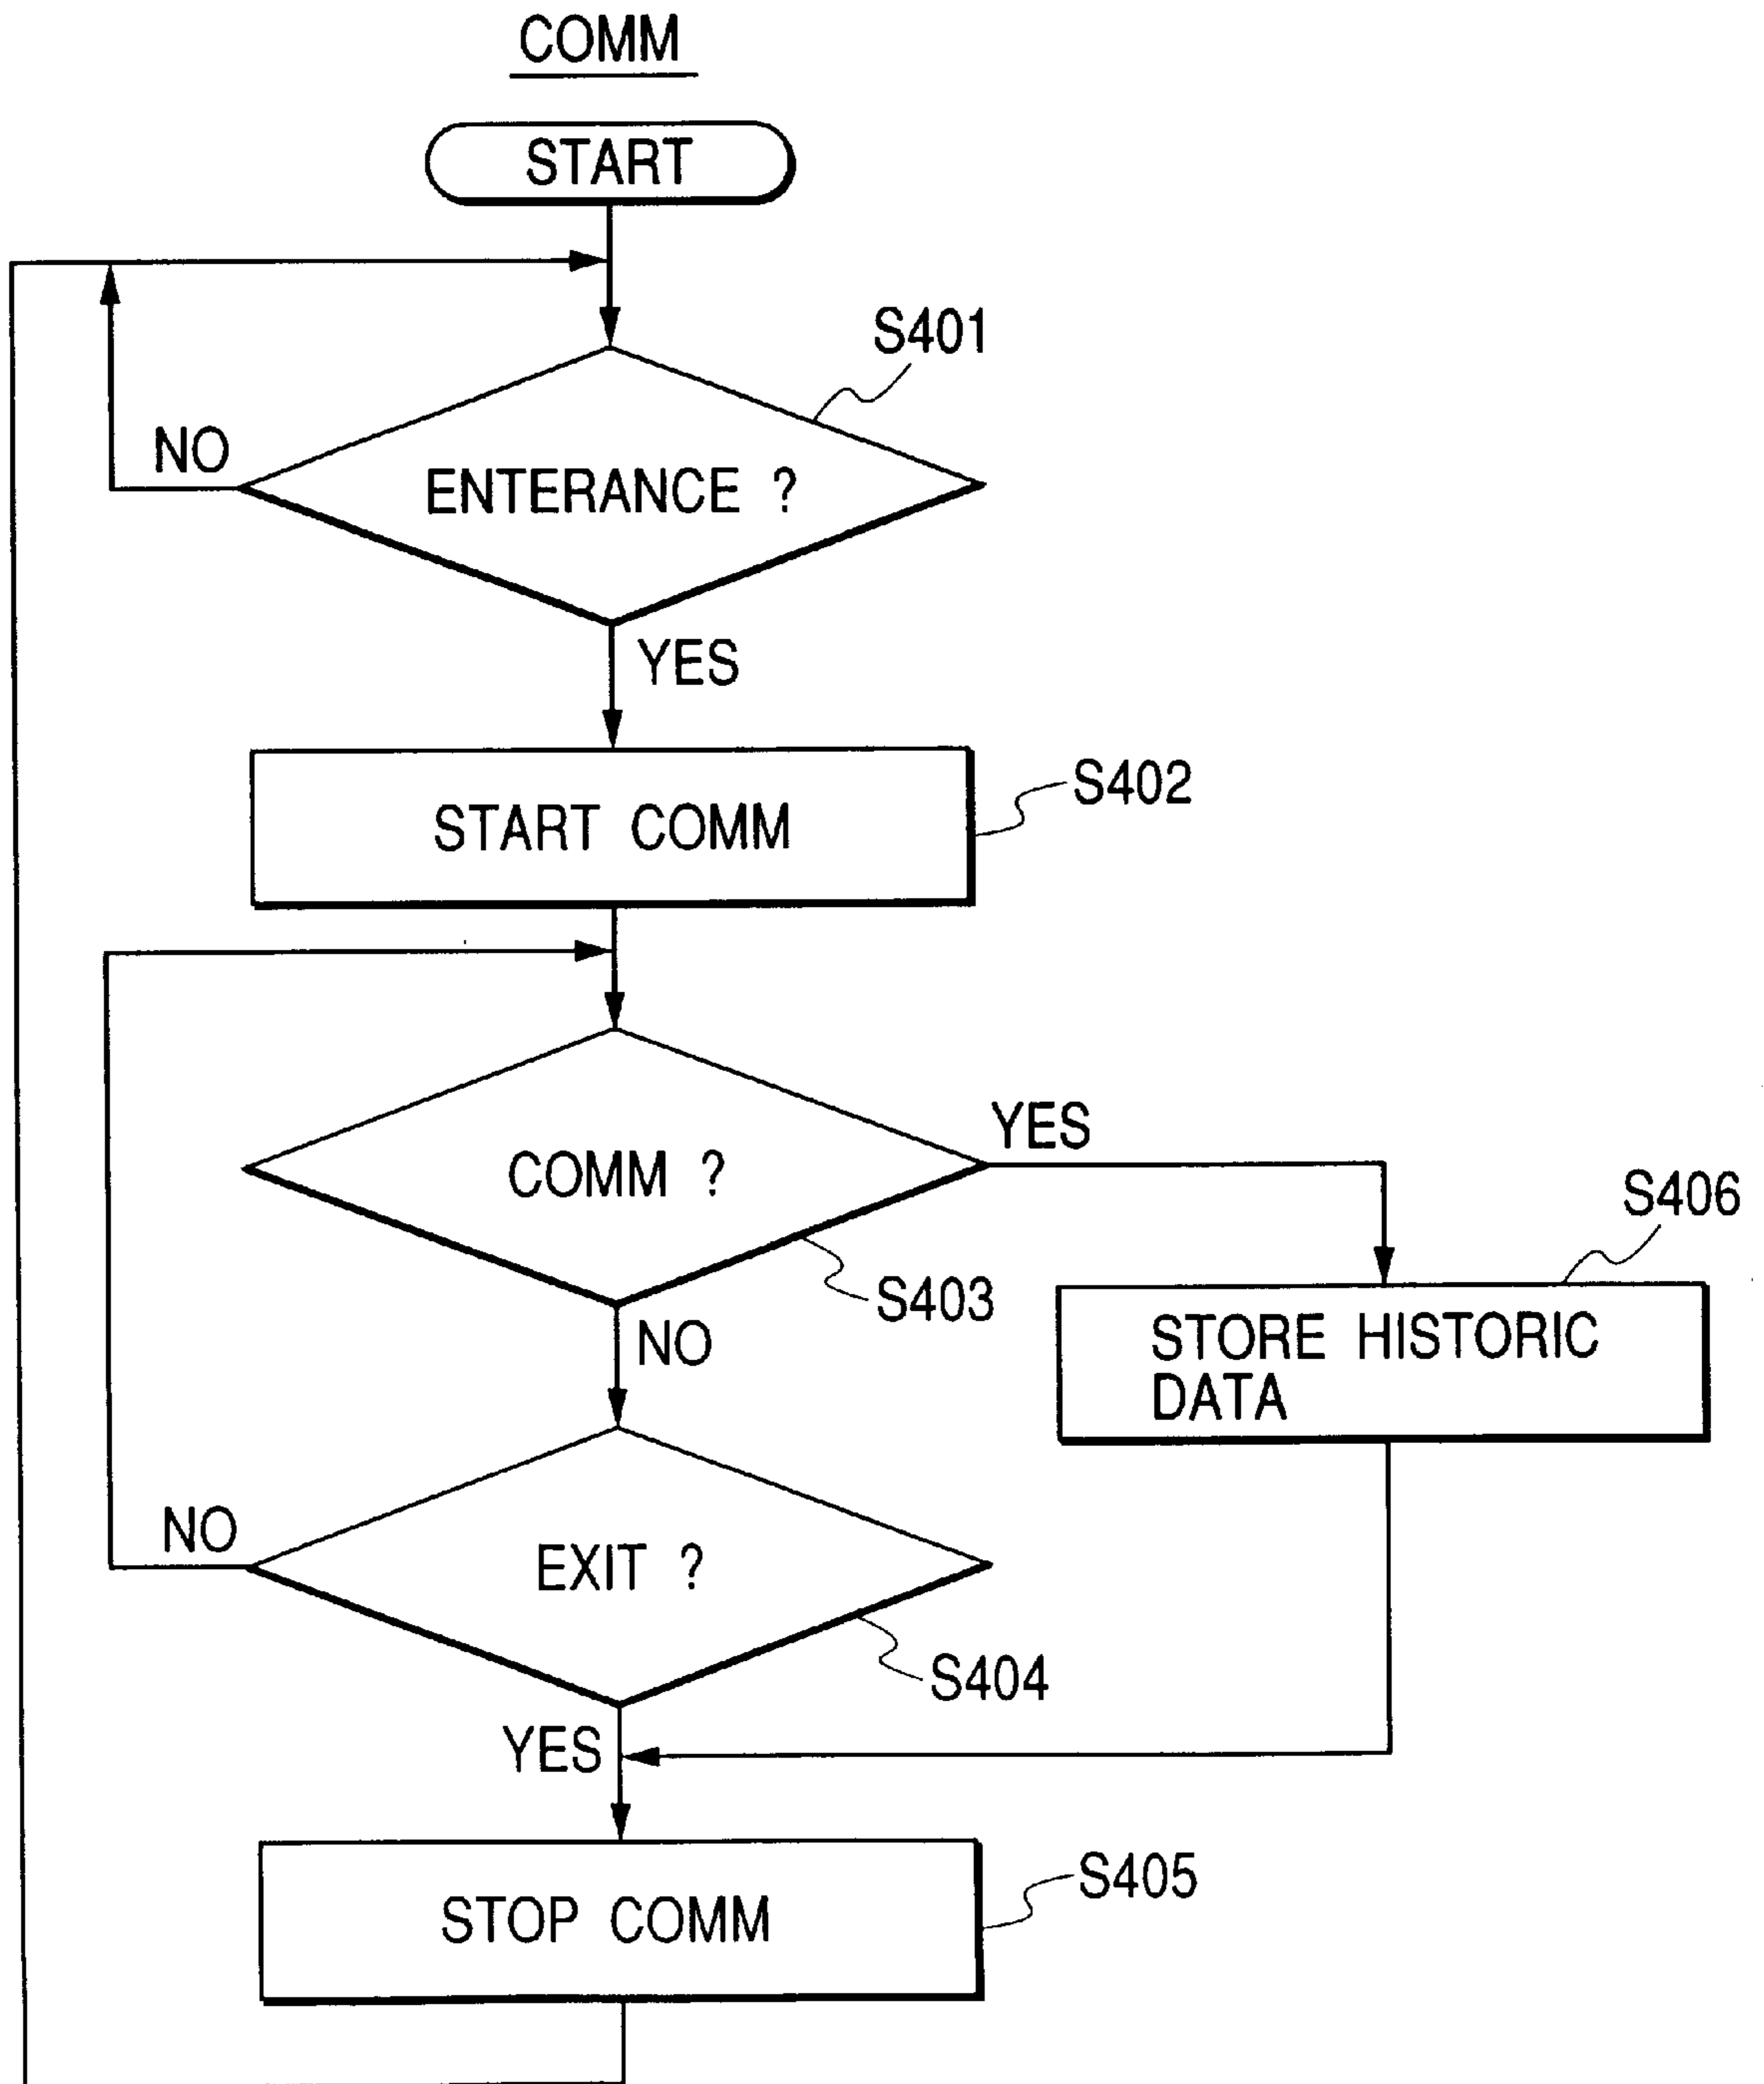 COMM
START
S401
NO
ENTERANCE ?
YES
S402
START COMM
YES
COMM ?
S406
S403
STORE HISTORIC
DATA
NO
NO
EXIT ?
S404
YES
S405
STOP COMM